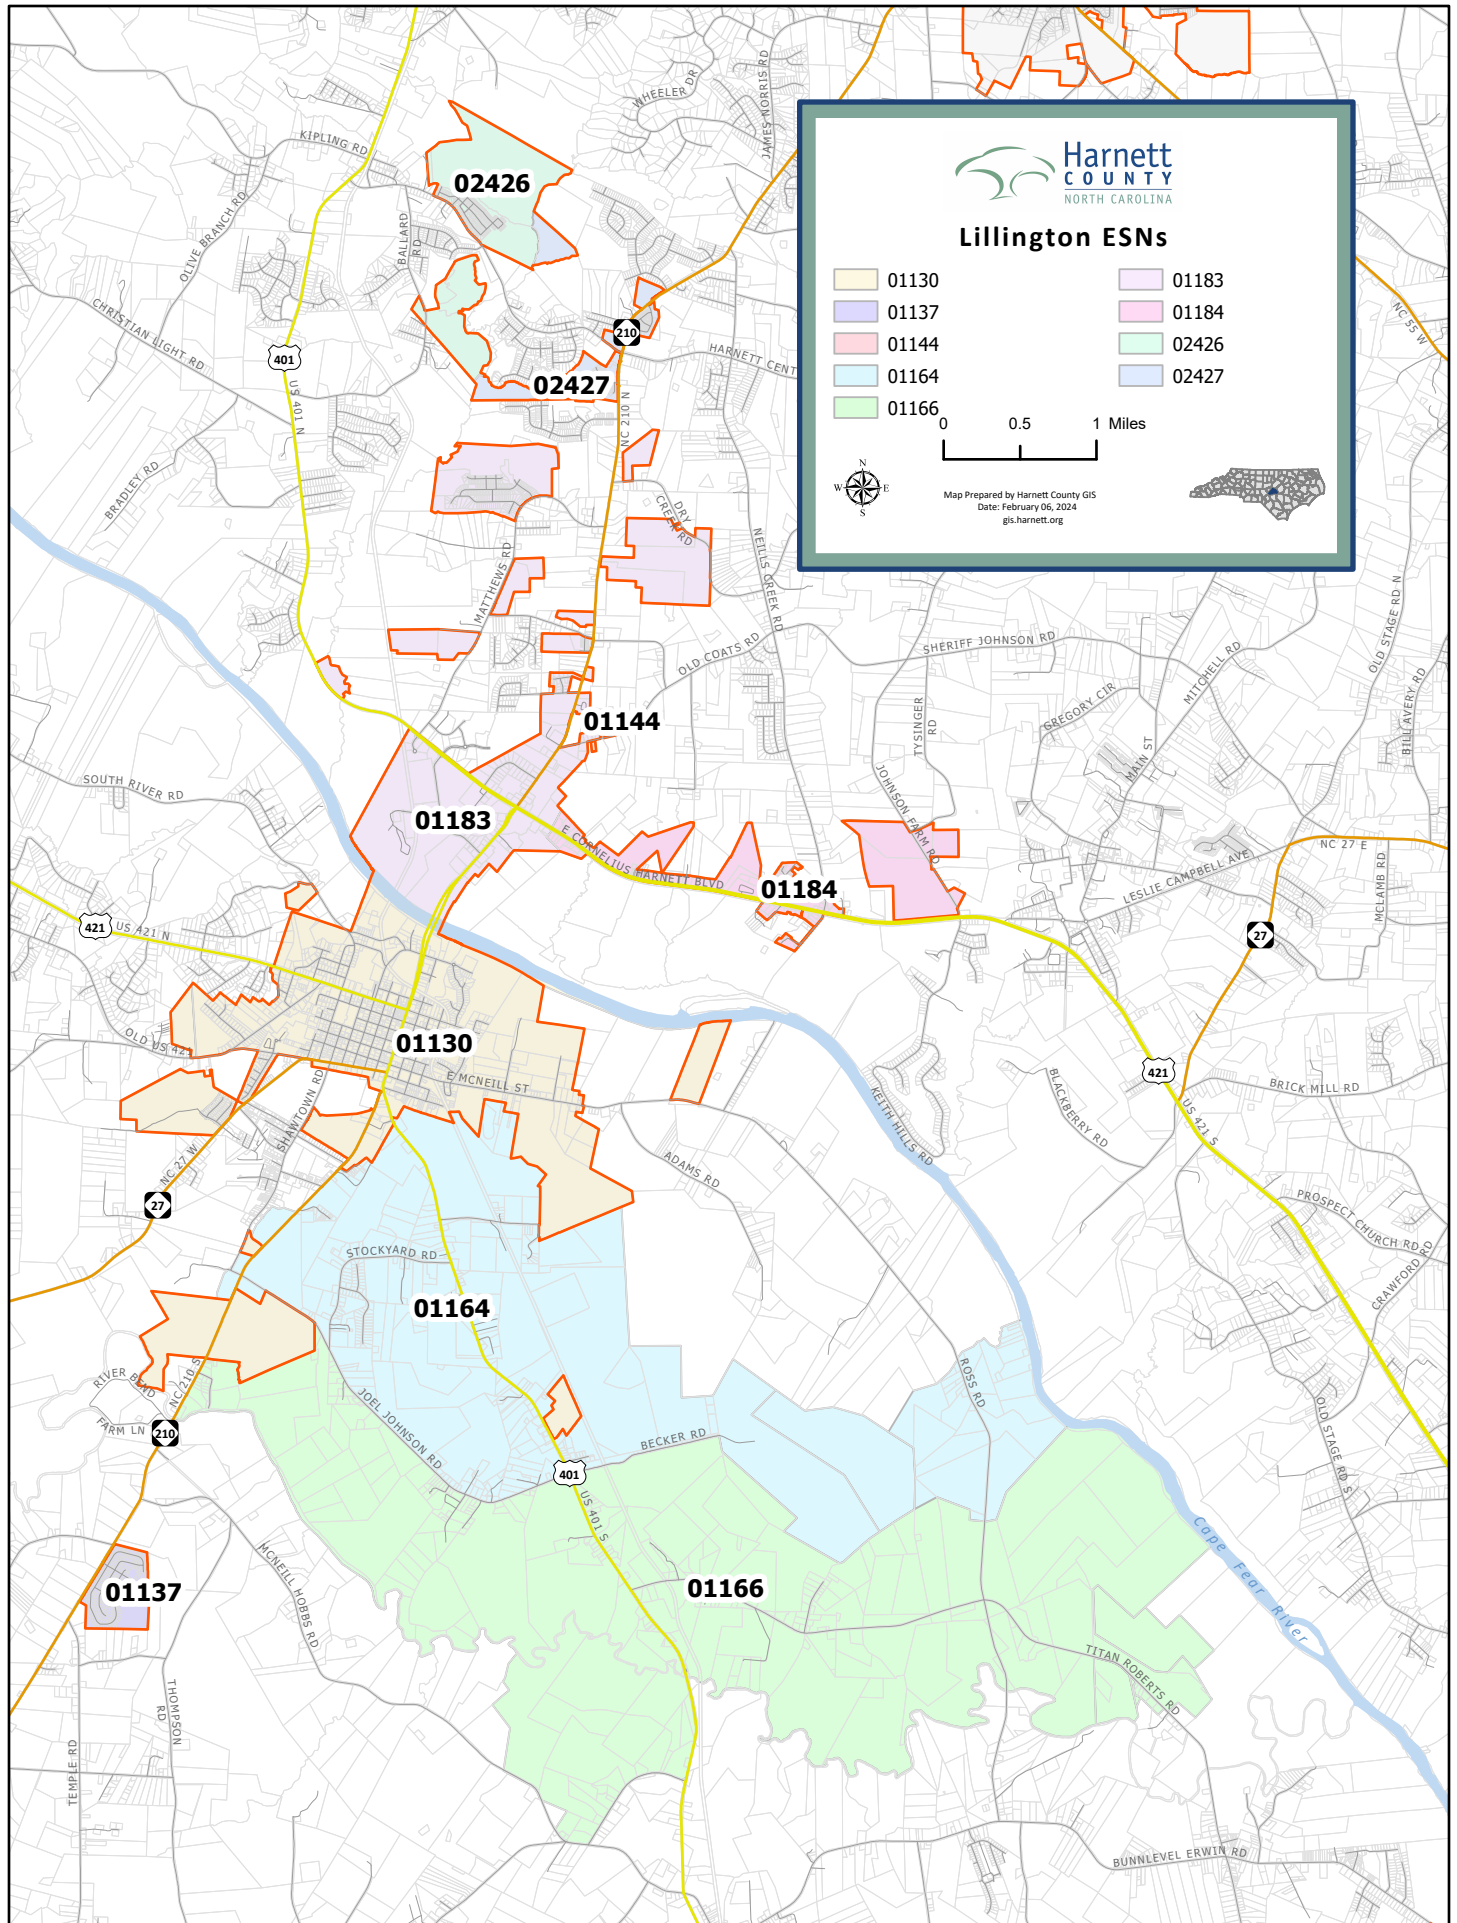 WHEELER DR
JAMES NORRIS RD
KIPLING RD
02426
OLIVE BRANCH RD
BALLARD
RD
Harnett
COUNTY
NORTH CAROLINA
Lillington ESNs
01130
01137
01144
01164
01166
01183
01184
02426
02427
0 0.5 1 Miles
N
W E
S
Map Prepared by Harnett County GIS
Date: February 06, 2024
gis.harnett.org
NC 55 W
CHRISTIAN LIGHT RD
401
210
HARNETT CENT
US 401 N
02427
NC 210 N
BRADLEY RD
DRY
CREEK RD
NEILLS CREEK RD
MATTHEWS RD
OLD STAGE RD N
OLD COATS RD
SHERIFF JOHNSON RD
MITCHELL RD
BILL AVERY RD
GREGORY CIR
TYSINGER
RD
01144
MAIN ST
SOUTH RIVER RD
JOHNSON FARM RD
01183
E CORNELIUS HARNETT BLVD
NC 27 E
LESLIE CAMPBELL AVE
MCLAMB RD
01184
421
US 421 N
27
OLD US 421
01130
E MCNEILL ST
SHAWTOWN RD
421
BRICK MILL RD
BLACKBERRY RD
KEITH HILLS RD
US 421 S
NC 27 W
ADAMS RD
27
PROSPECT CHURCH RD
CRAWFORD RD
STOCKYARD RD
01164
RIVER BEND
FARM LN
NC 210 S
210
JOEL JOHNSON RD
ROSS RD
BECKER RD
401
US 401 S
OLD STAGE RD S
Cape Fear River
MCNEILL HOBBS RD
01137
01166
TITAN ROBERTS RD
THOMPSON
RD
TEMPLE RD
BUNNLEVEL ERWIN RD